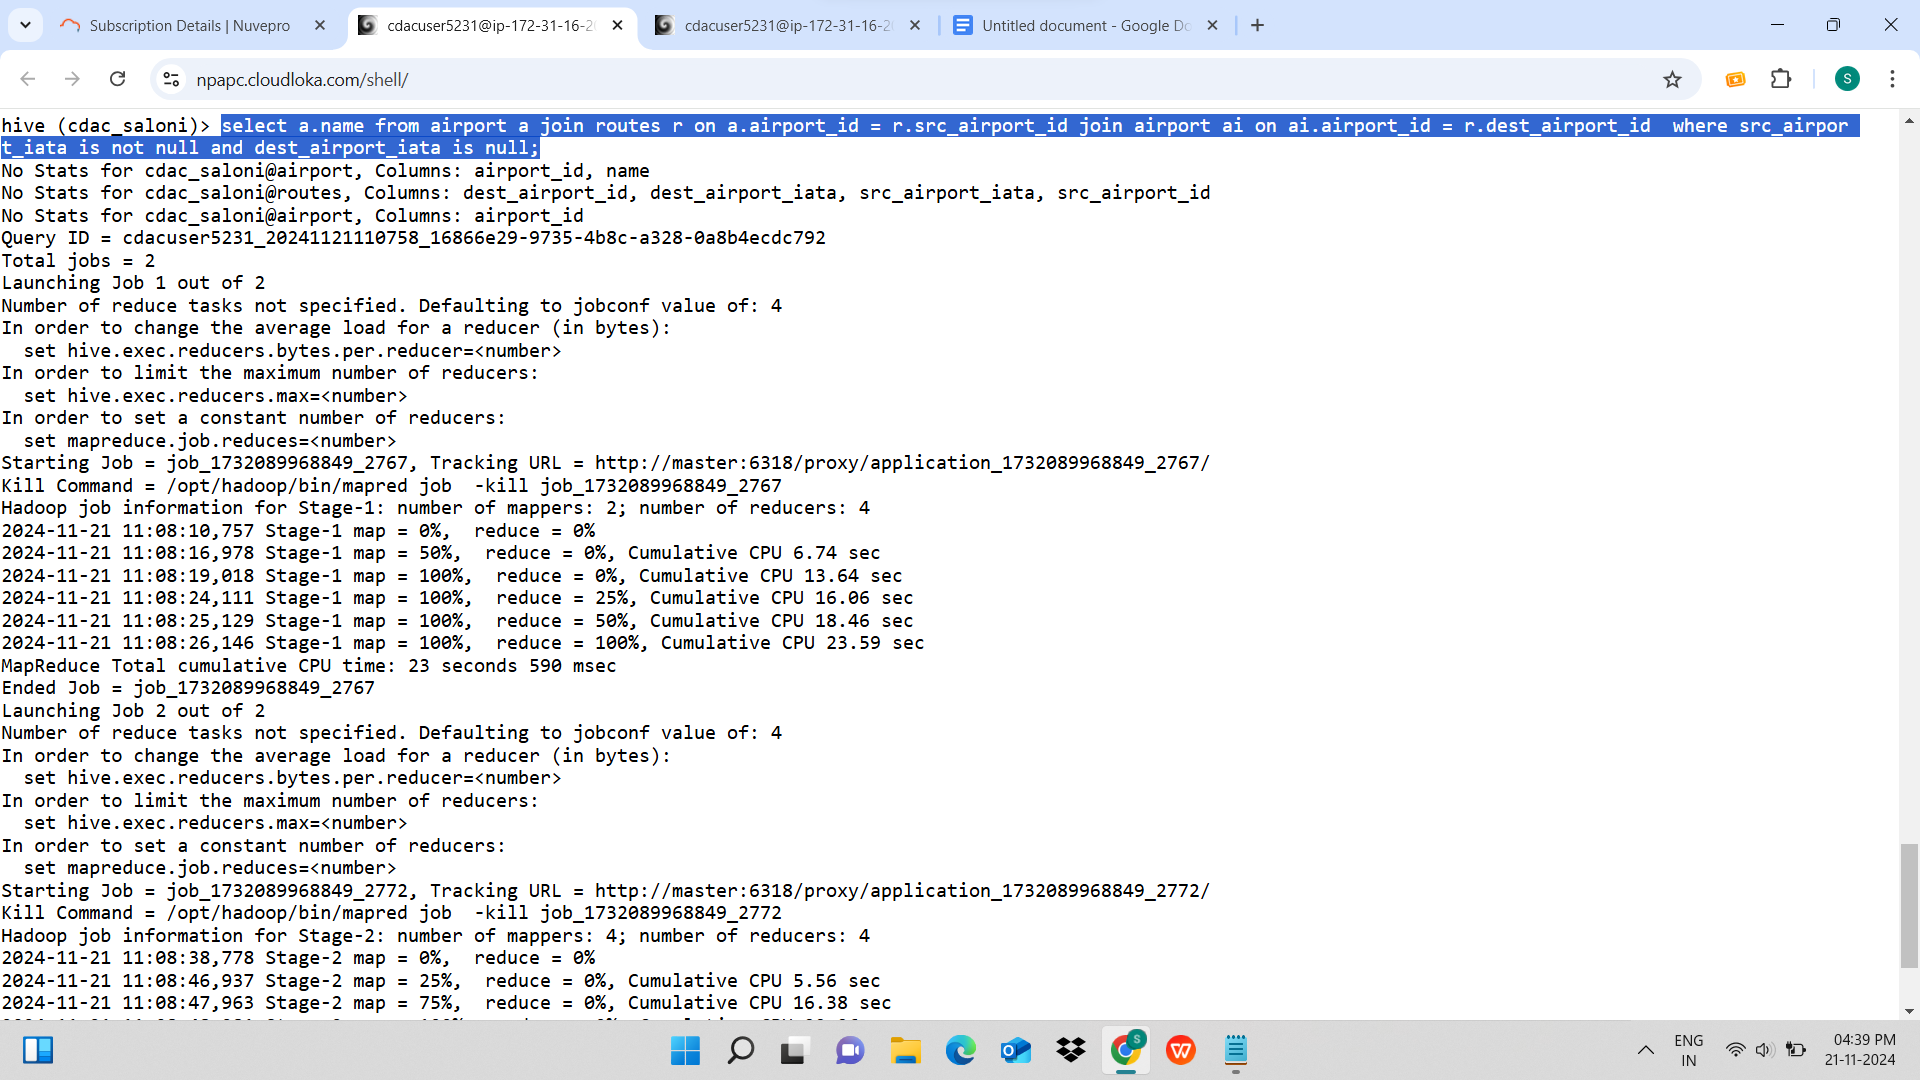 Subscription Details | Nuvepro
cdacuser5231@ip-172-31-16-2
cdacuser5231@ip-172-31-16-2
Untitled document - Google Do
npapc.cloudloka.com/shell/
S
hive (cdac_saloni)> select a.name from airport a join routes r on a.airport_id = r.src_airport_id join airport ai on ai.airport_id = r.dest_airport_id  where src_airpor
t_iata is not null and dest_airport_iata is null;
No Stats for cdac_saloni@airport, Columns: airport_id, name
No Stats for cdac_saloni@routes, Columns: dest_airport_id, dest_airport_iata, src_airport_iata, src_airport_id
No Stats for cdac_saloni@airport, Columns: airport_id
Query ID = cdacuser5231_20241121110758_16866e29-9735-4b8c-a328-0a8b4ecdc792
Total jobs = 2
Launching Job 1 out of 2
Number of reduce tasks not specified. Defaulting to jobconf value of: 4
In order to change the average load for a reducer (in bytes):
  set hive.exec.reducers.bytes.per.reducer=<number>
In order to limit the maximum number of reducers:
  set hive.exec.reducers.max=<number>
In order to set a constant number of reducers:
  set mapreduce.job.reduces=<number>
Starting Job = job_1732089968849_2767, Tracking URL = http://master:6318/proxy/application_1732089968849_2767/
Kill Command = /opt/hadoop/bin/mapred job  -kill job_1732089968849_2767
Hadoop job information for Stage-1: number of mappers: 2; number of reducers: 4
2024-11-21 11:08:10,757 Stage-1 map = 0%,  reduce = 0%
2024-11-21 11:08:16,978 Stage-1 map = 50%,  reduce = 0%, Cumulative CPU 6.74 sec
2024-11-21 11:08:19,018 Stage-1 map = 100%,  reduce = 0%, Cumulative CPU 13.64 sec
2024-11-21 11:08:24,111 Stage-1 map = 100%,  reduce = 25%, Cumulative CPU 16.06 sec
2024-11-21 11:08:25,129 Stage-1 map = 100%,  reduce = 50%, Cumulative CPU 18.46 sec
2024-11-21 11:08:26,146 Stage-1 map = 100%,  reduce = 100%, Cumulative CPU 23.59 sec
MapReduce Total cumulative CPU time: 23 seconds 590 msec
Ended Job = job_1732089968849_2767
Launching Job 2 out of 2
Number of reduce tasks not specified. Defaulting to jobconf value of: 4
In order to change the average load for a reducer (in bytes):
  set hive.exec.reducers.bytes.per.reducer=<number>
In order to limit the maximum number of reducers:
  set hive.exec.reducers.max=<number>
In order to set a constant number of reducers:
  set mapreduce.job.reduces=<number>
Starting Job = job_1732089968849_2772, Tracking URL = http://master:6318/proxy/application_1732089968849_2772/
Kill Command = /opt/hadoop/bin/mapred job  -kill job_1732089968849_2772
Hadoop job information for Stage-2: number of mappers: 4; number of reducers: 4
2024-11-21 11:08:38,778 Stage-2 map = 0%,  reduce = 0%
2024-11-21 11:08:46,937 Stage-2 map = 25%,  reduce = 0%, Cumulative CPU 5.56 sec
2024-11-21 11:08:47,963 Stage-2 map = 75%,  reduce = 0%, Cumulative CPU 16.38 sec
ENG
IN
04:39 PM
21-11-2024